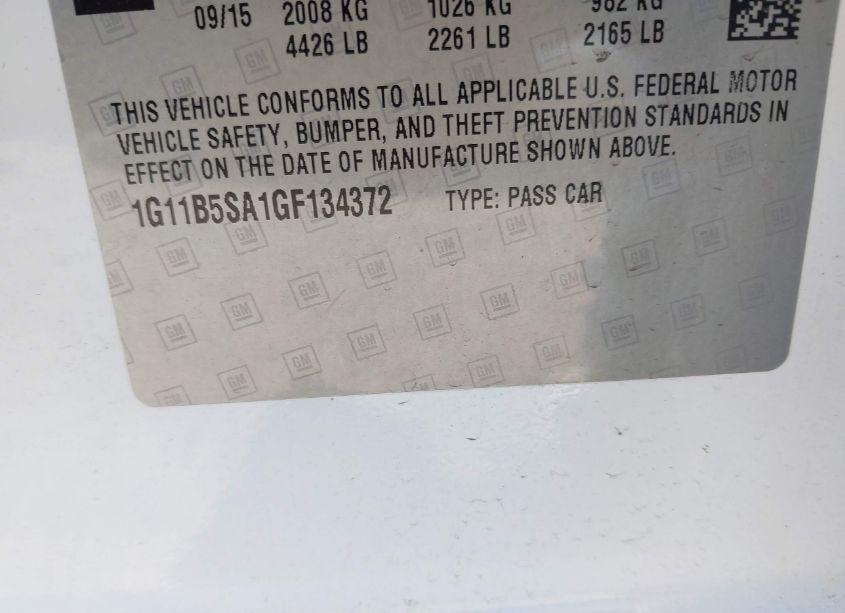 09/15 2008 KG 1026 KG 982 KG
4426 LB 2261 LB 2165 LB
THIS VEHICLE CONFORMS TO ALL APPLICABLE U.S. FEDERAL MOTOR
VEHICLE SAFETY, BUMPER, AND THEFT PREVENTION STANDARDS IN
EFFECT ON THE DATE OF MANUFACTURE SHOWN ABOVE.
1G11B5SA1GF134372 TYPE: PASS CAR